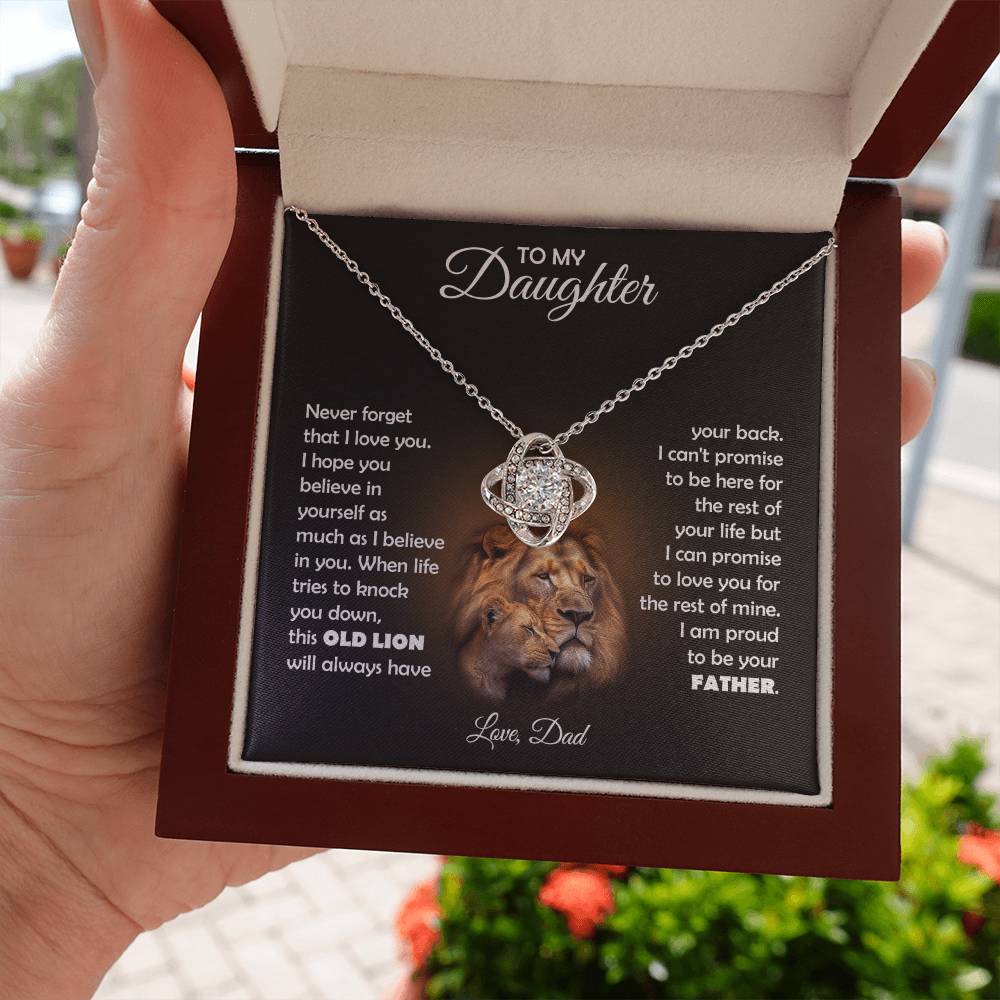 TO MY
Daughter
Never forget
that I love you.
I hope you
believe in
yourself as
much as I believe
in you. When life
tries to knock
you down,
this OLD LION
will always have
your back.
I can't promise
to be here for
the rest of
your life but
I can promise
to love you for
the rest of mine.
I am proud
to be your
FATHER.
Love, Dad